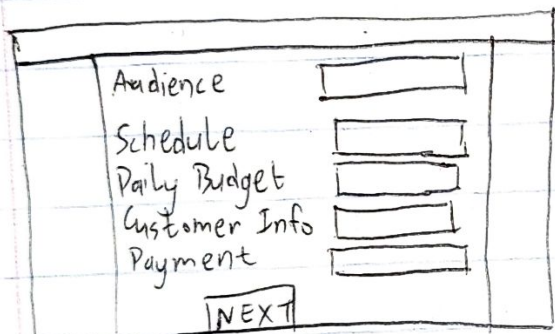 Audience
Schedule
Daily Budget
Customer Info
Payment
NEXT